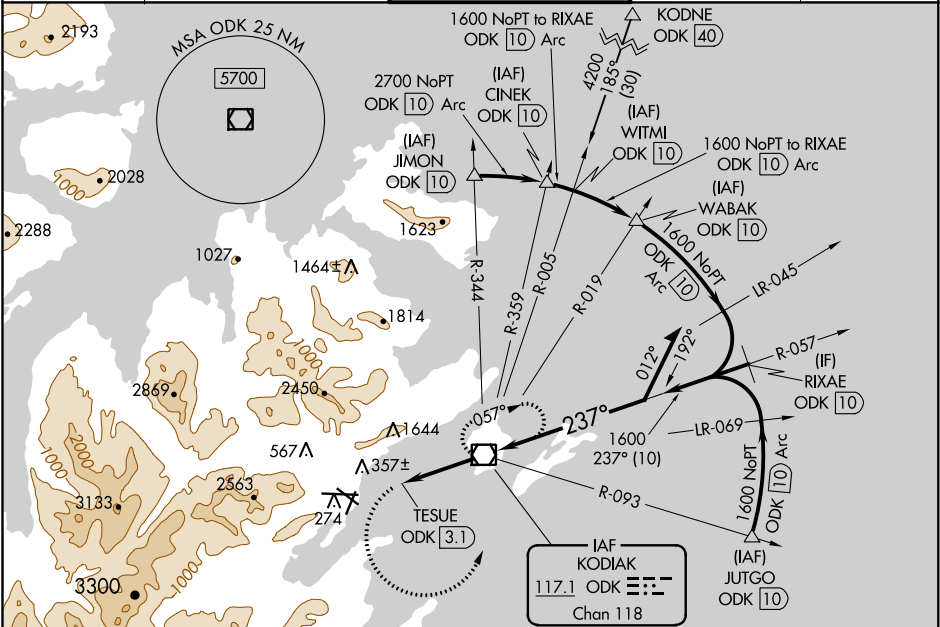 2193
MSA ODK 25 NM
5700
1600 NoPT to RIXAE
ODK 10 Arc
KODNE
ODK 40
4200
185°
(30)
2700 NoPT
ODK 10 Arc
(IAF)
CINEK
ODK 10
(IAF)
WITMI
ODK 10
1600 NoPT to RIXAE
ODK 10 Arc
(IAF)
JIMON
ODK 10
(IAF)
WABAK
ODK 10
1000
2028
2288
1623
1027
1464±
1600 NoPT
ODK 10
Arc
LR-045
R-344
R-359
R-005
R-019
1814
1000
012°
192°
R-057
(IF)
RIXAE
ODK 10
2869
2450
057°
237°
1600
237° (10)
LR-069
1644
567
357±
2000
1000
2563
3133
274
TESUE
ODK 3.1
R-093
1600 NoPT
ODK 10 Arc
(IAF)
JUTGO
ODK 10
3300
1000
IAF
KODIAK
117.1 ODK
Chan 118